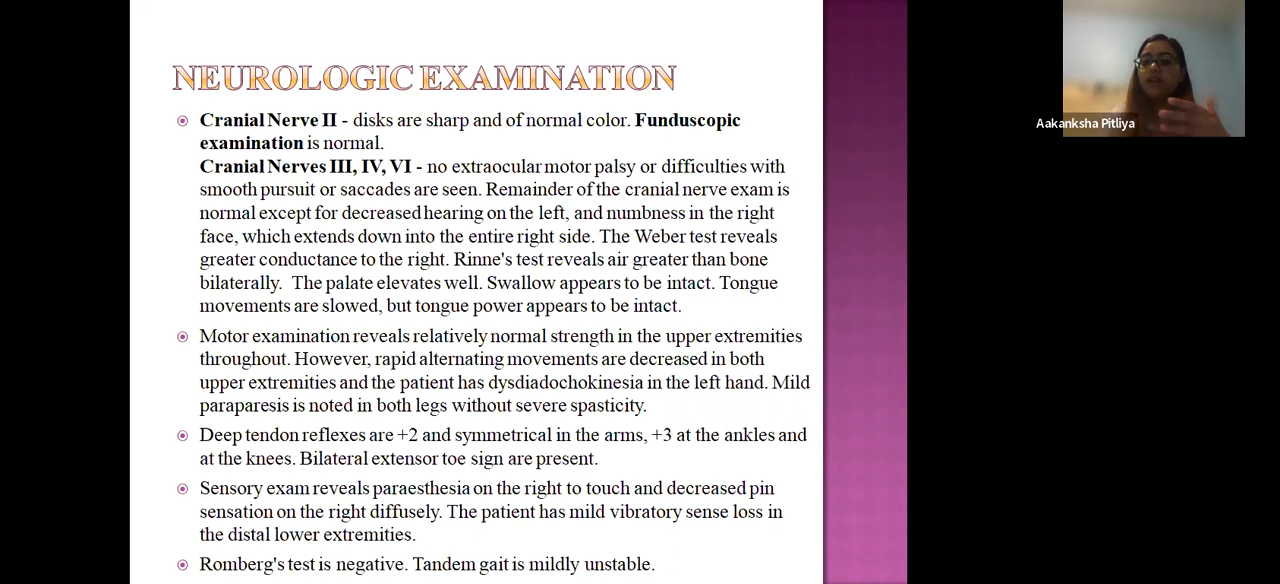 NEUROLOGIC EXAMINATION
Cranial Nerve II - disks are sharp and of normal color. Funduscopic
examination is normal.
Cranial Nerves III, IV, VI - no extraocular motor palsy or difficulties with
smooth pursuit or saccades are seen. Remainder of the cranial nerve exam is
normal except for decreased hearing on the left, and numbness in the right
face, which extends down into the entire right side. The Weber test reveals
greater conductance to the right. Rinne's test reveals air greater than bone
bilaterally. The palate elevates well. Swallow appears to be intact. Tongue
movements are slowed, but tongue power appears to be intact.
Motor examination reveals relatively normal strength in the upper extremities
throughout. However, rapid alternating movements are decreased in both
upper extremities and the patient has dysdiadochokinesia in the left hand. Mild
paraparesis is noted in both legs without severe spasticity.
Deep tendon reflexes are +2 and symmetrical in the arms, +3 at the ankles and
at the knees. Bilateral extensor toe sign are present.
Sensory exam reveals paraesthesia on the right to touch and decreased pin
sensation on the right diffusely. The patient has mild vibratory sense loss in
the distal lower extremities.
Romberg's test is negative. Tandem gait is mildly unstable.
Aakanksha Pitliya